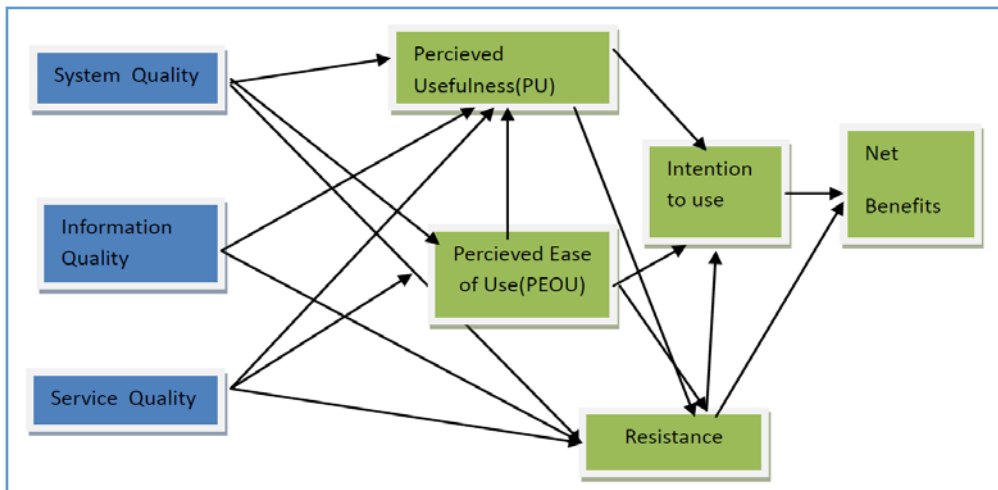 System Quality
Percieved
Usefulness(PU)
Information
Quality
Percieved Ease
of Use(PEOU)
Intention
to use
Net
Benefits
Service Quality
Resistance